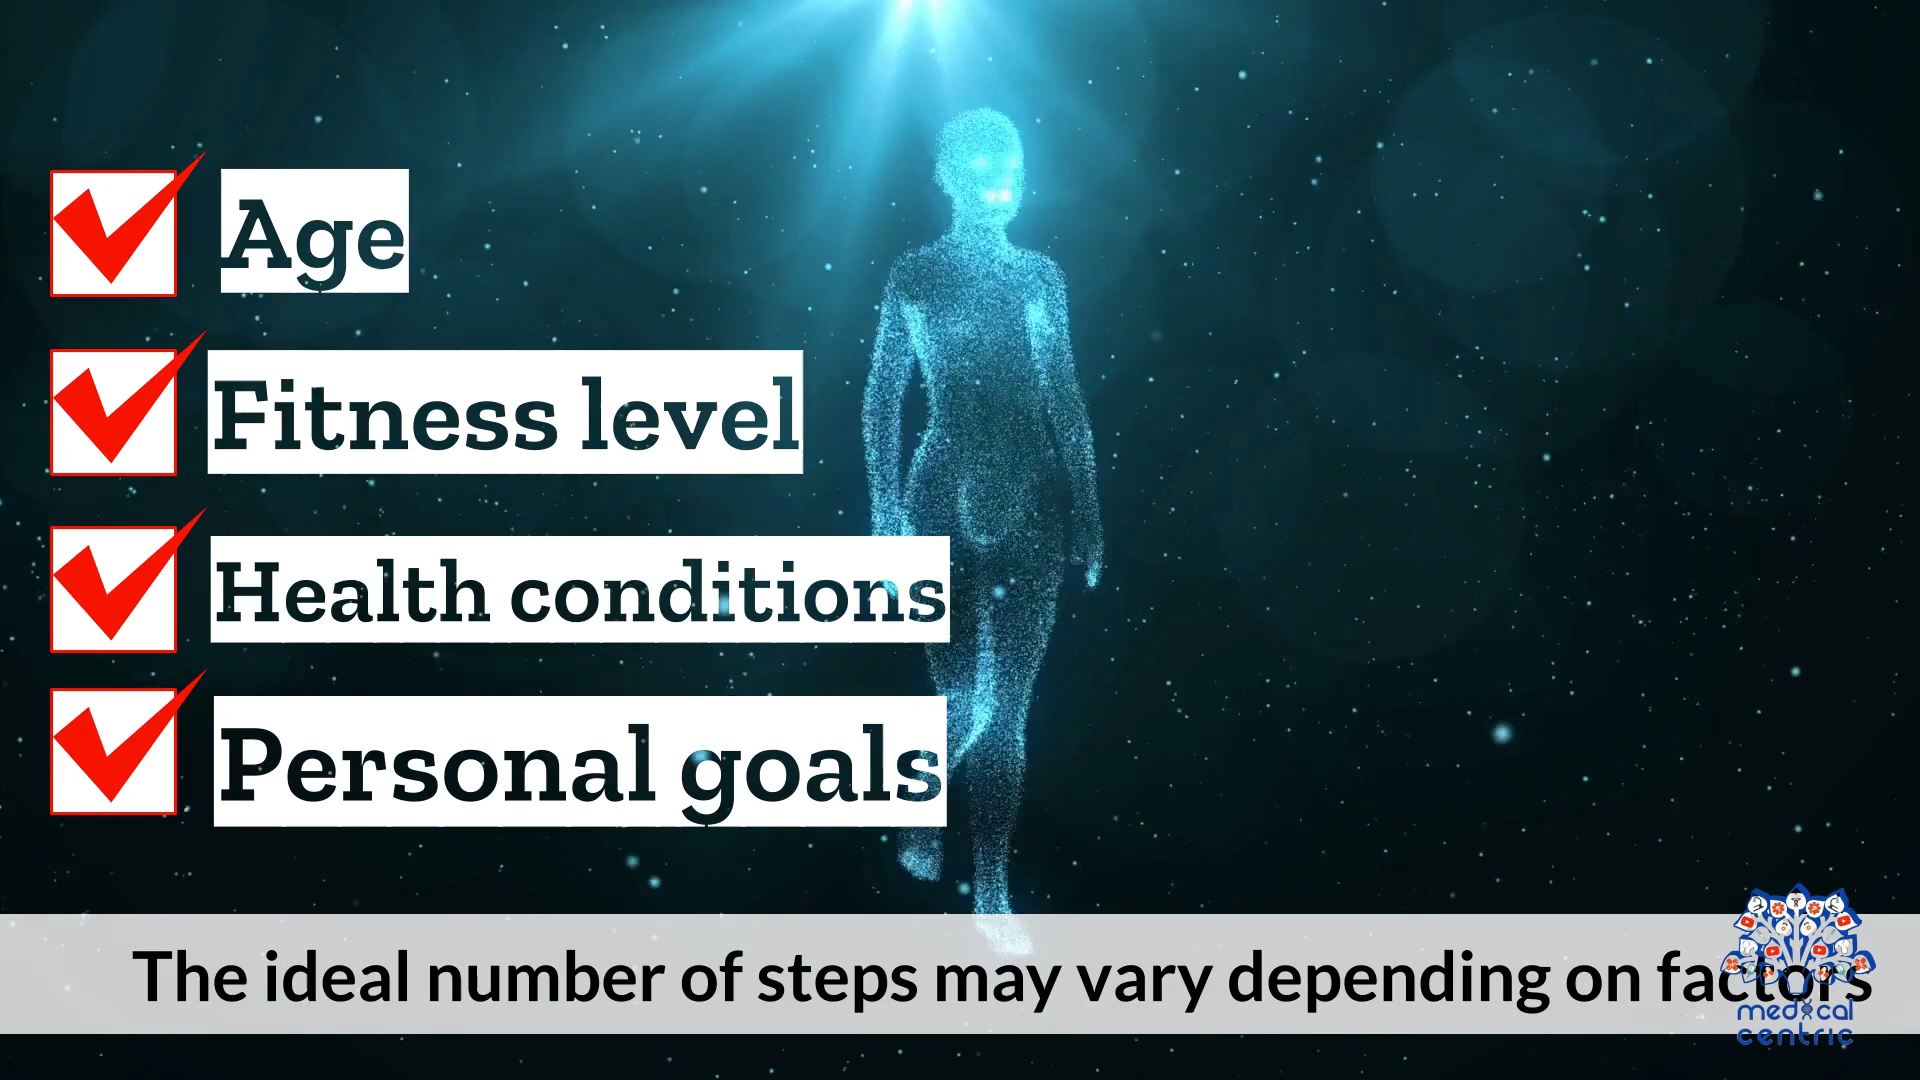 Age
Fitness level
Health conditions
Personal goals
The ideal number of steps may vary depending on factors
medical
centric